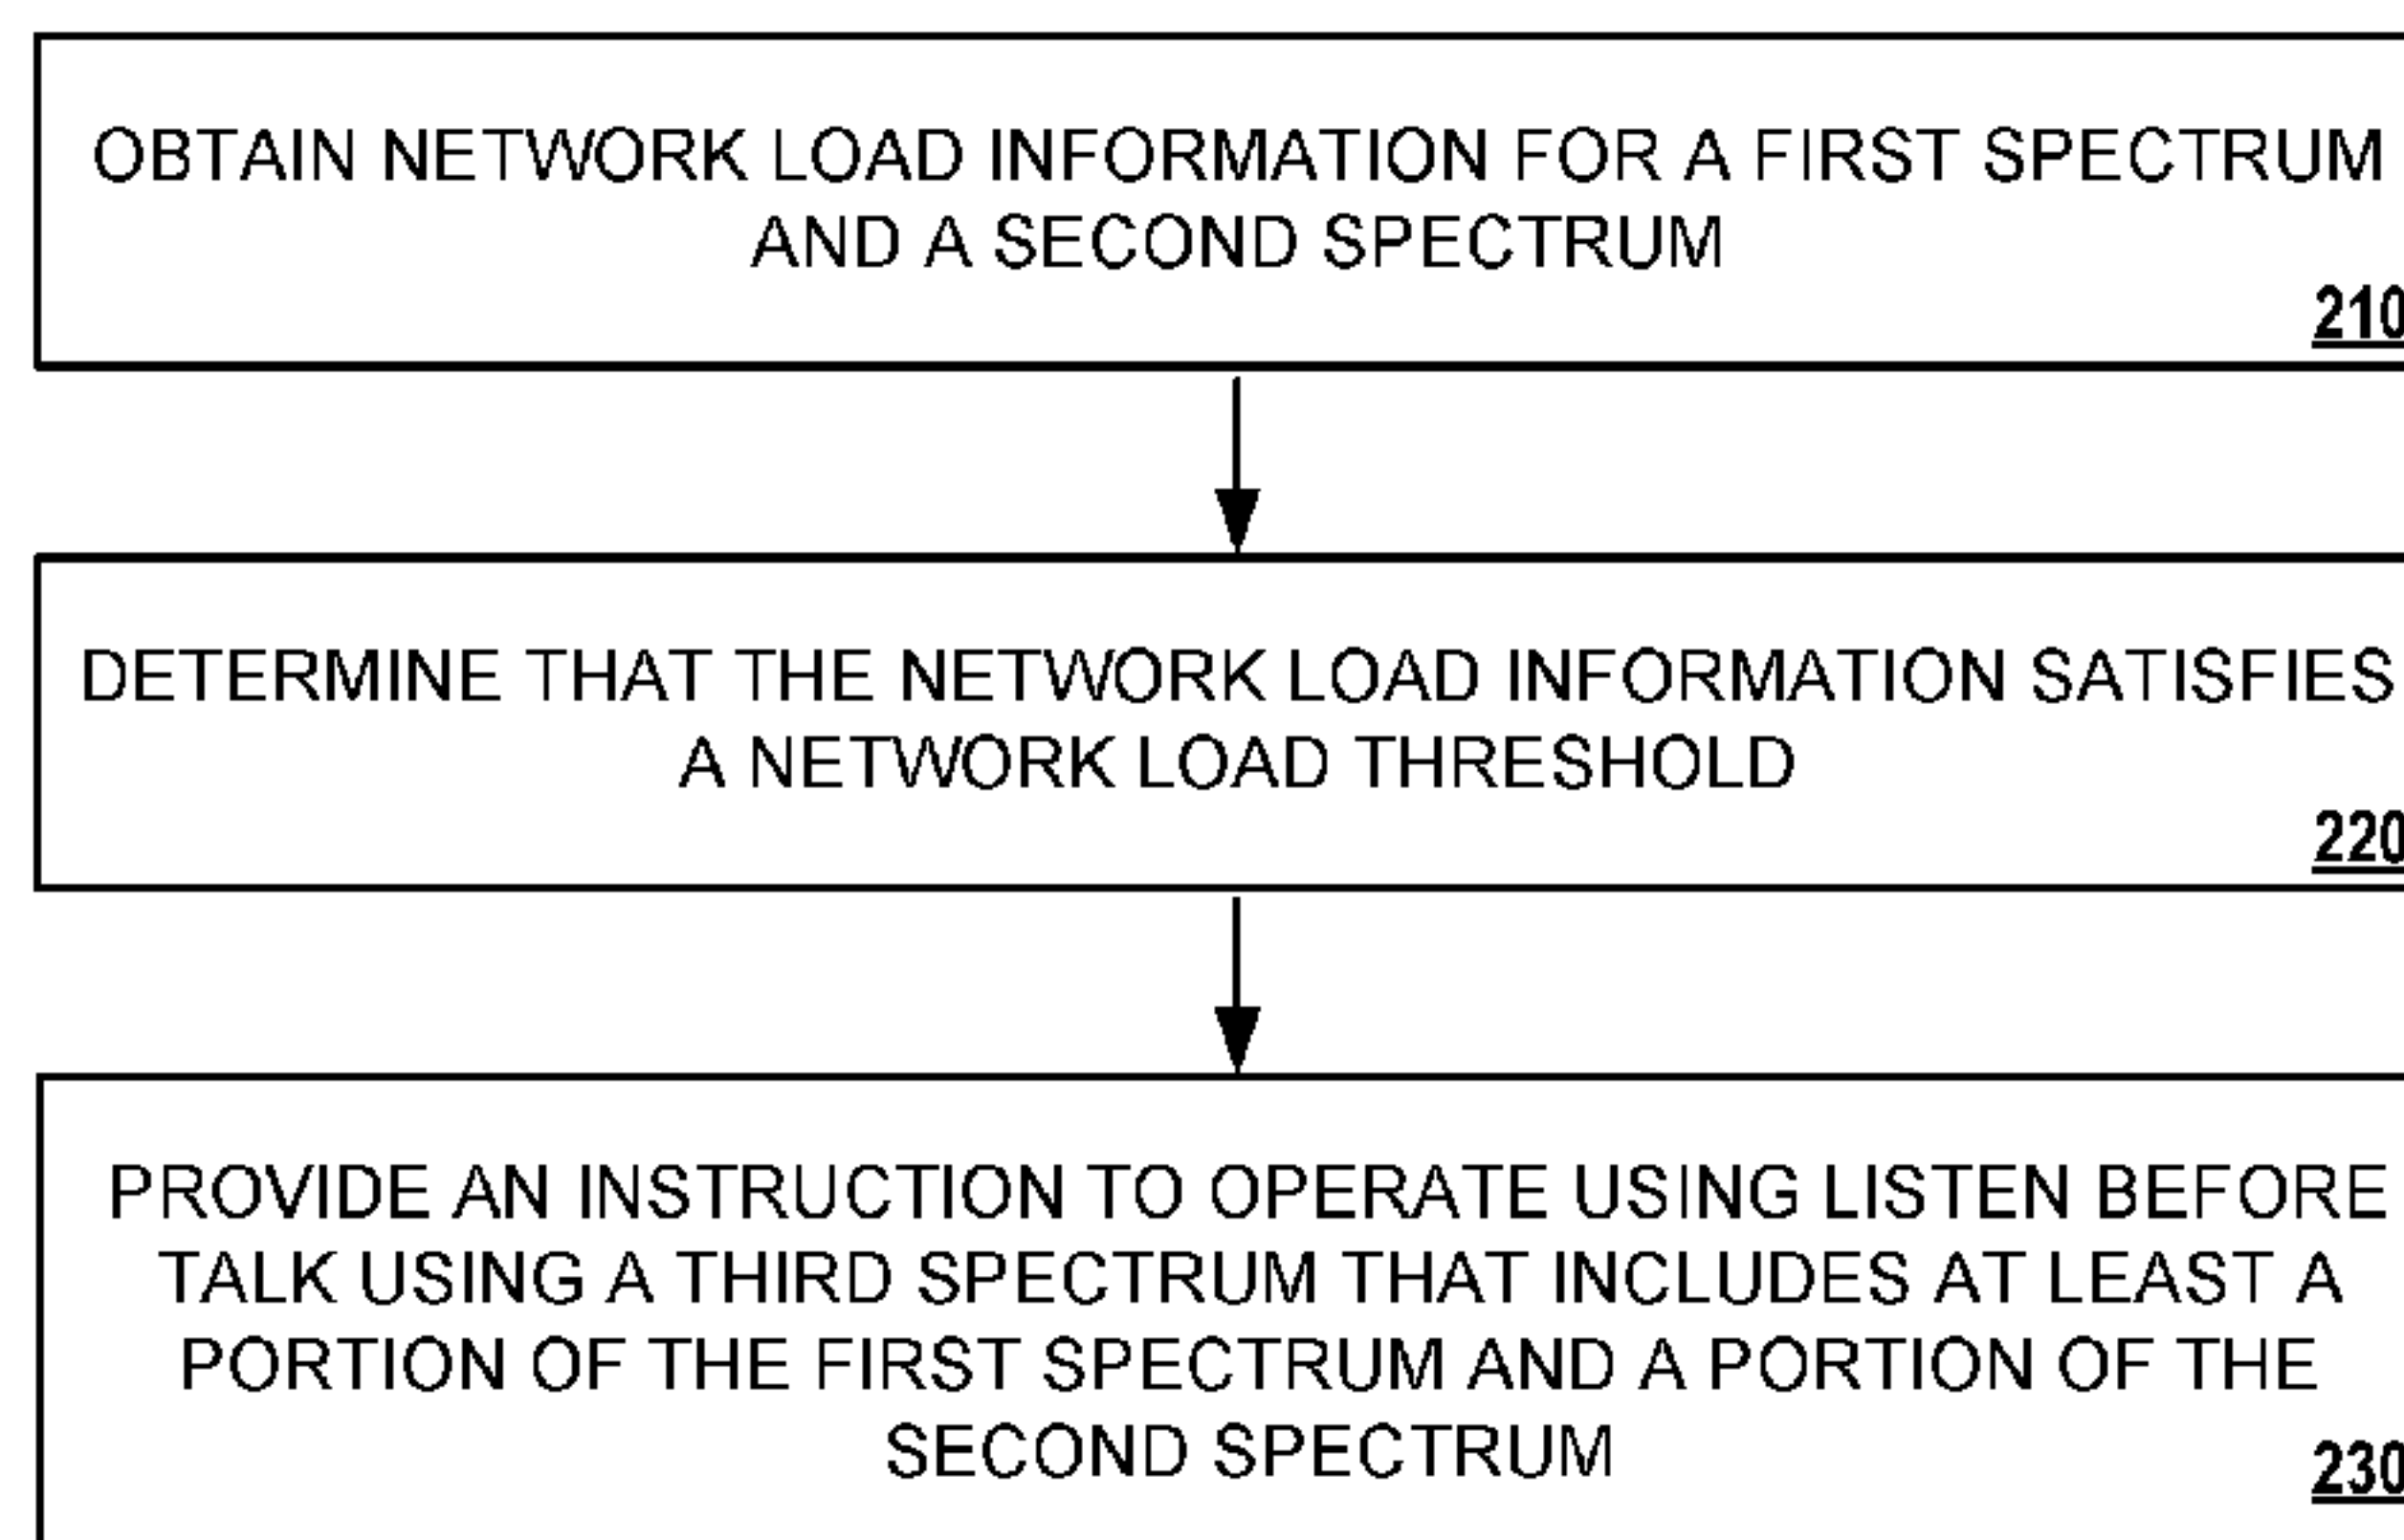 OBTAIN NETWORK LOAD INFORMATION FOR A FIRST SPECTRUM
AND A SECOND SPECTRUM
210
DETERMINE THAT THE NETWORK LOAD INFORMATION SATISFIES
A NETWORK LOAD THRESHOLD
220
PROVIDE AN INSTRUCTION TO OPERATE USING LISTEN BEFORE
TALK USING A THIRD SPECTRUM THAT INCLUDES AT LEAST A
PORTION OF THE FIRST SPECTRUM AND A PORTION OF THE
SECOND SPECTRUM
230